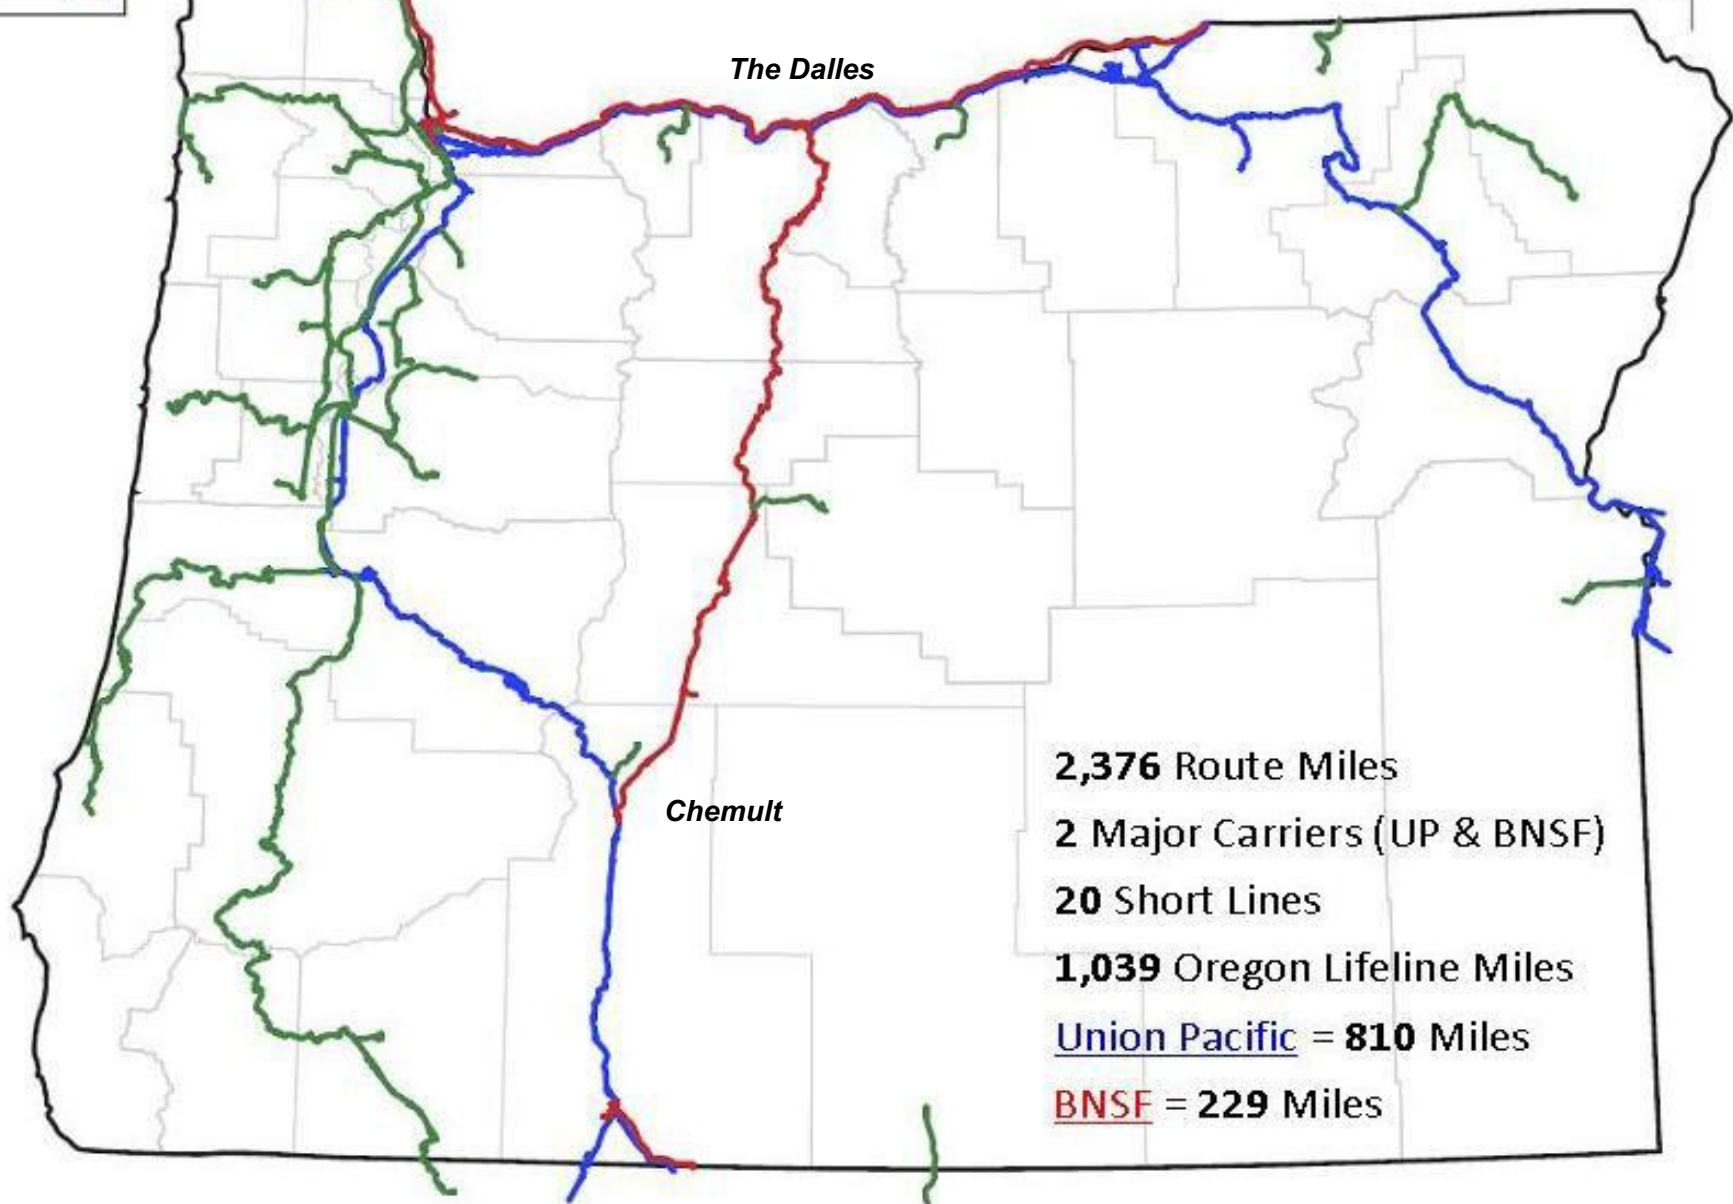 The Dalles
Chemult
2,376 Route Miles
2 Major Carriers (UP & BNSF)
20 Short Lines
1,039 Oregon Lifeline Miles
Union Pacific = 810 Miles
BNSF = 229 Miles